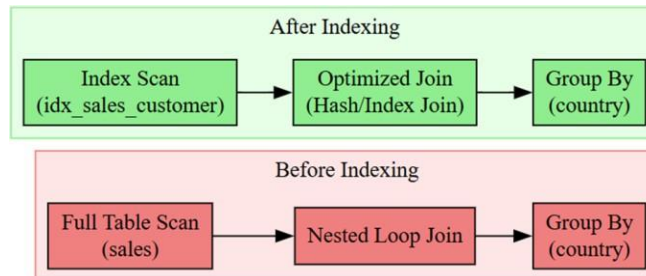 After Indexing
Index Scan
(idx_sales_customer)
Optimized Join
(Hash/Index Join)
Group By
(country)
Before Indexing
Full Table Scan
(sales)
Nested Loop Join
Group By
(country)